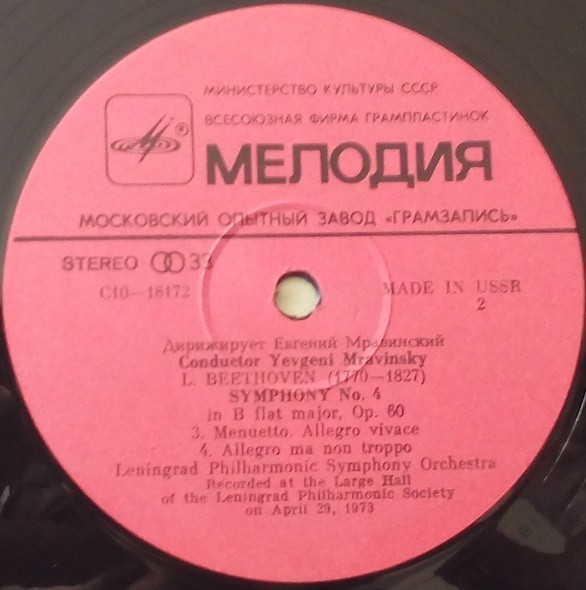 МИНИСТЕРСТВО КУЛЬТУРЫ СССР
ВСЕСОЮЗНАЯ ФИРМА ГРАМПЛАСТИНОК
®
МЕЛОДИЯ
МОСКОВСКИЙ ОПЫТНЫЙ ЗАВОД «ГРАМЗАПИСЬ»
STEREO 33
С10—18172
MADE IN USSR
2
Дирижирует Евгений Мравинский
Conductor Yevgeni Mravinsky
L. BEETHOVEN (1770—1827)
SYMPHONY No. 4
in B flat major, Op. 60
3. Menuetto. Allegro vivace
4. Allegro ma non troppo
Leningrad Philharmonic Symphony Orchestra
Recorded at the Large Hall
of the Leningrad Philharmonic Society
on April 29, 1973